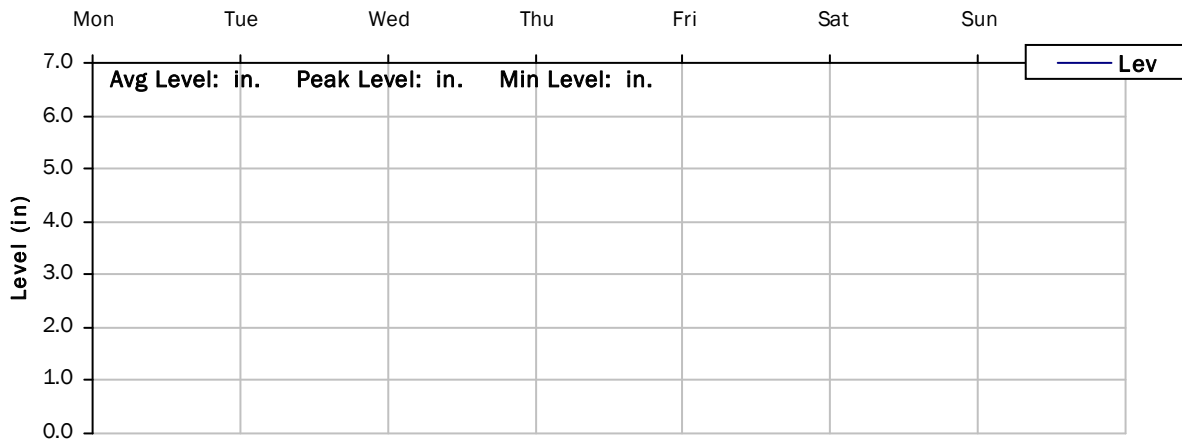 Mon Tue Wed Thu Fri Sat Sun
7.0
Lev
Avg Level: in. Peak Level: in. Min Level: in.
6.0
5.0
4.0
3.0
2.0
1.0
0.0
Level (in)